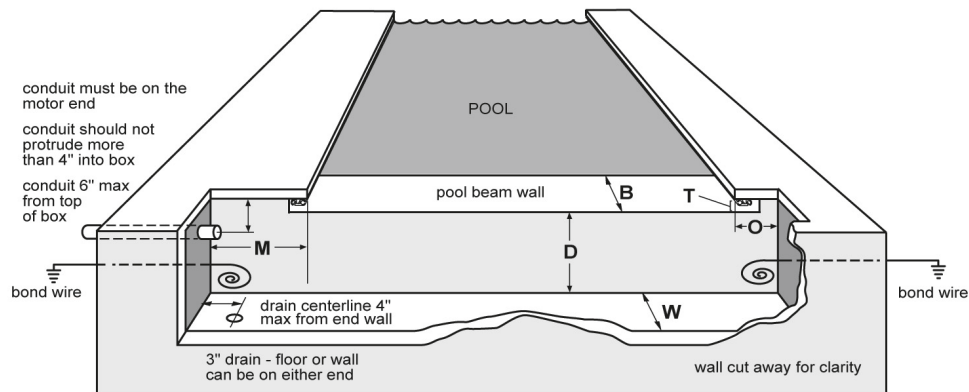 conduit must be on the
motor end
conduit should not
protrude more
than 4" into box
conduit 6" max
from top
of box
POOL
pool beam wall
B
T
O
M
D
bond wire
bond wire
drain centerline 4"
max from end wall
W
3" drain - floor or wall
can be on either end
wall cut away for clarity